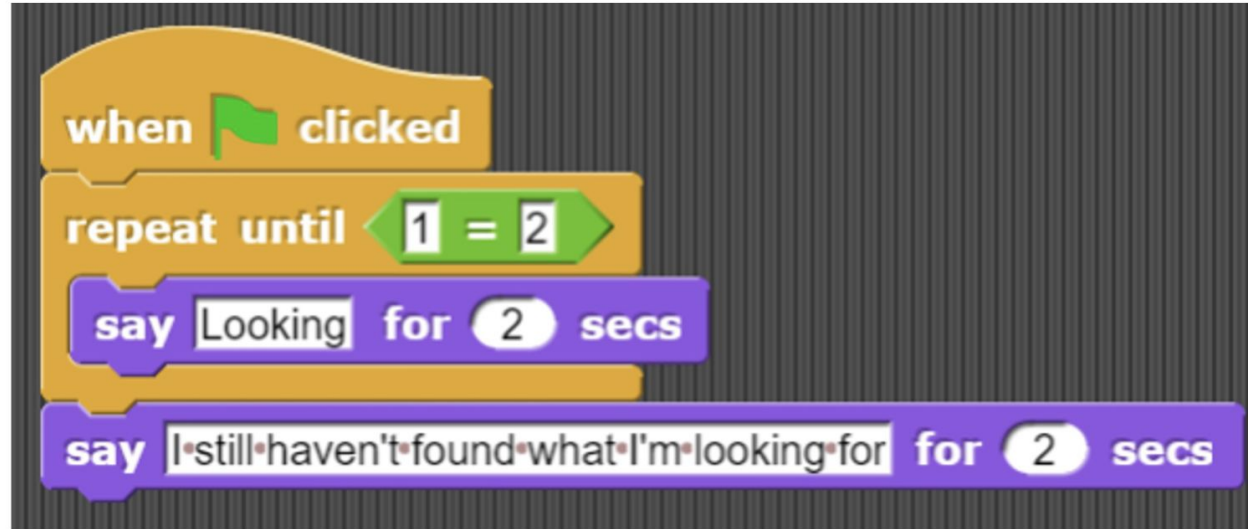 when clicked
repeat until 1 = 2
say Looking for 2 secs
say I•still•haven't•found•what•I'm•looking•for for 2 secs